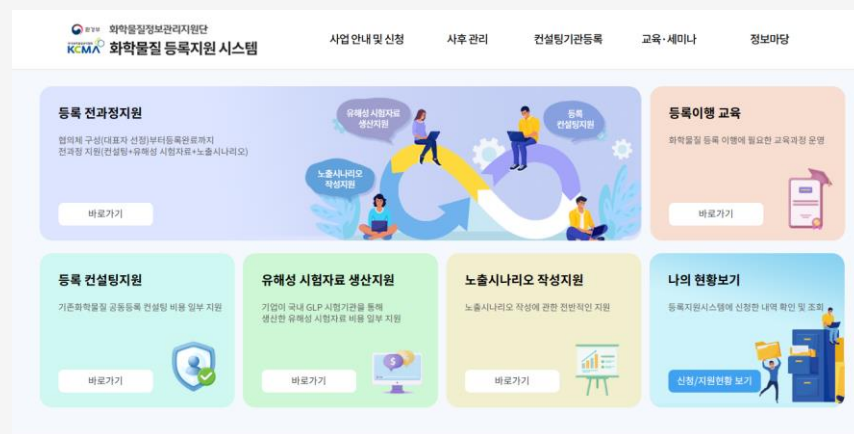 환경부 화학물질정보관리지원단
KCMA 화학물질 등록지원 시스템
사업 안내 및 신청
사후 관리
컨설팅기관등록
교육·세미나
정보마당
등록 전과정지원
협의체 구성(대표자 선정)부터등록완료까지
전과정 지원(컨설팅+유해성 시험자료+노출시나리오)
바로가기
유해성 시험자료
생산지원
등록
컨설팅지원
노출시나리오
작성지원
등록이행 교육
화학물질 등록 이행에 필요한 교육과정 운영
바로가기
등록 컨설팅지원
기존화학물질 공동등록 컨설팅 비용 일부 지원
바로가기
유해성 시험자료 생산지원
기업이 국내 GLP 시험기관을 통해
생산한 유해성 시험자료 비용 일부 지원
바로가기
노출시나리오 작성지원
노출시나리오 작성에 관한 전반적인 지원
바로가기
나의 현황보기
등록지원시스템에 신청한 내역 확인 및 조회
신청/지원현황 보기